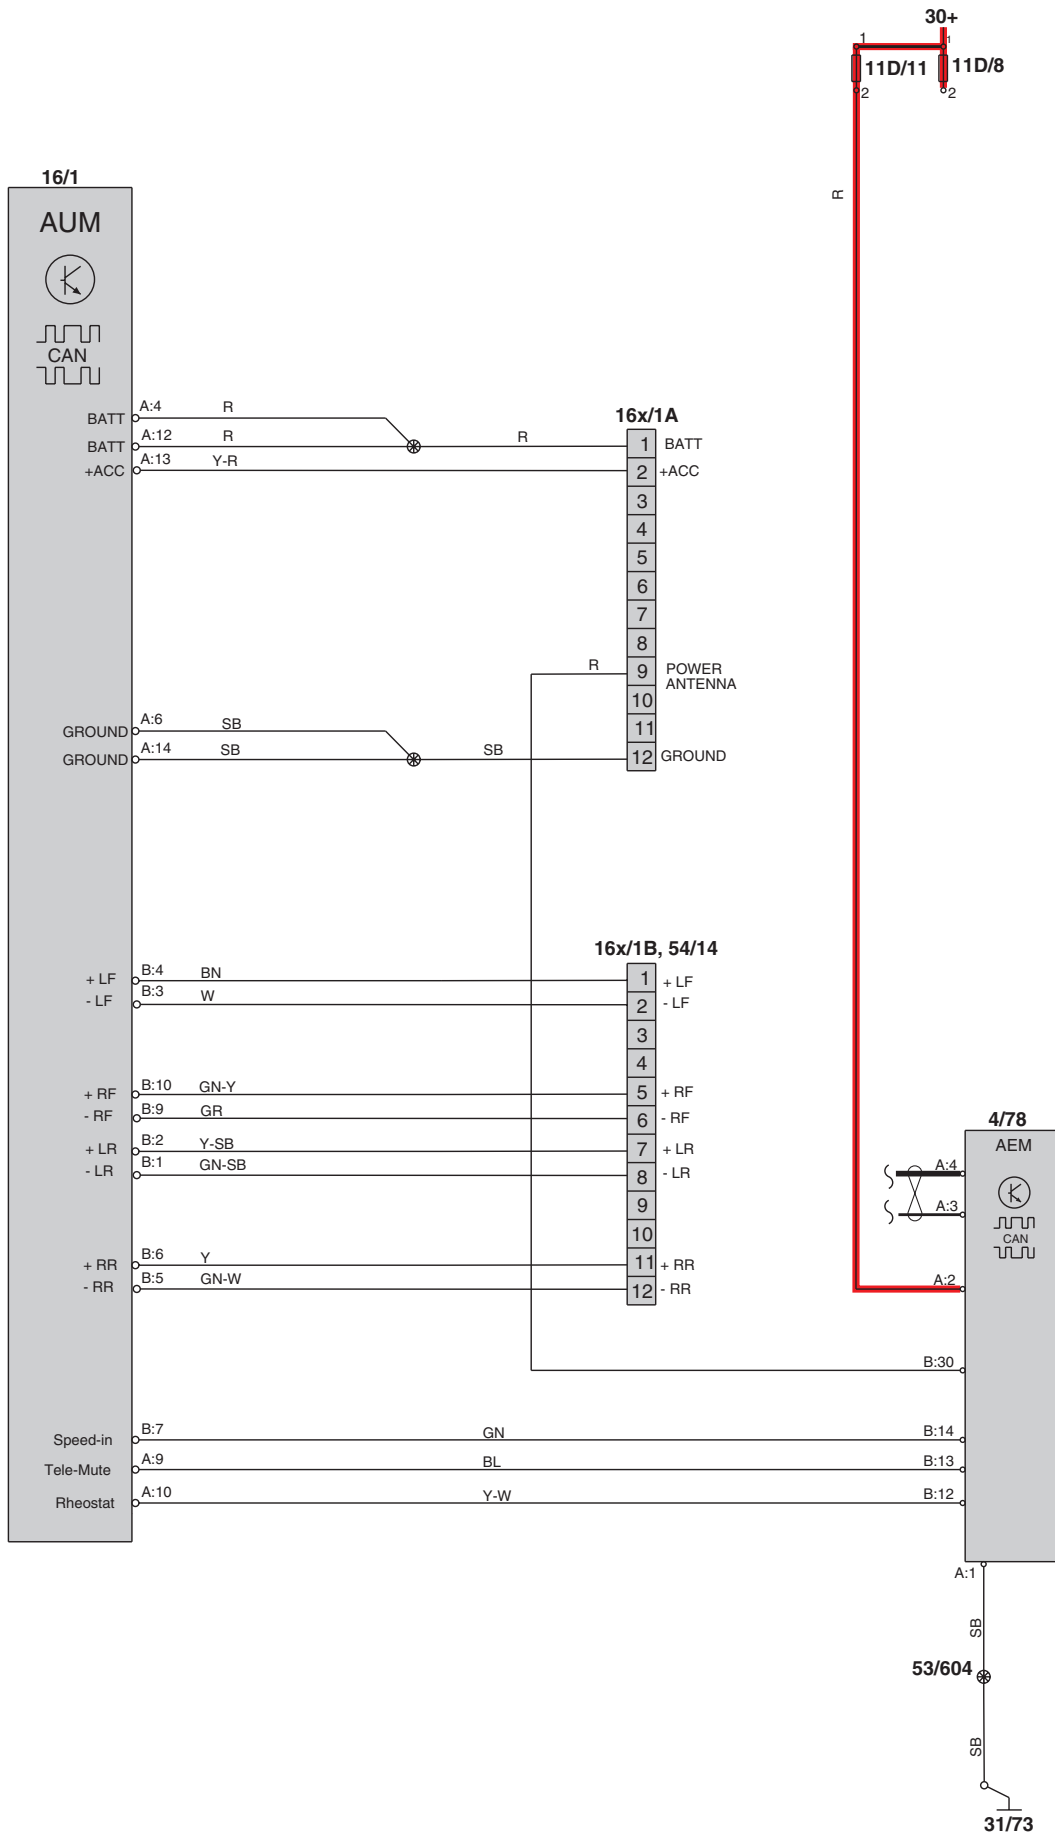 30+
1
1
11D/11
11D/8
2
2
R
16/1
AUM
CAN
BATT
A:4
R
BATT
A:12
R
R
+ACC
A:13
Y-R
16x/1A
1
BATT
2
+ACC
3
4
5
6
7
8
R
9
POWER
ANTENNA
10
11
12
GROUND
GROUND
A:6
SB
GROUND
A:14
SB
SB
16x/1B, 54/14
+ LF
B:4
BN
1
+ LF
- LF
B:3
W
2
- LF
3
4
+ RF
B:10
GN-Y
5
+ RF
- RF
B:9
GR
6
- RF
+ LR
B:2
Y-SB
7
+ LR
- LR
B:1
GN-SB
8
- LR
9
10
+ RR
B:6
Y
11
+ RR
- RR
B:5
GN-W
12
- RR
4/78
AEM
CAN
A:4
A:3
A:2
B:30
Speed-in
B:7
GN
B:14
Tele-Mute
A:9
BL
B:13
Rheostat
A:10
Y-W
B:12
A:1
SB
53/604
SB
31/73